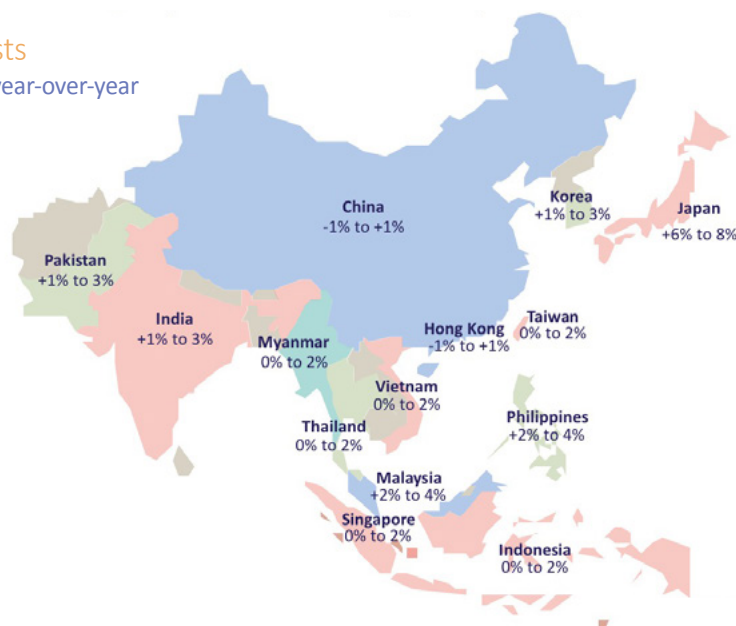 year-over-year
China
-1% to +1%
Korea
+1% to 3%
Japan
+6% to 8%
Pakistan
+1% to 3%
India
+1% to 3%
Myanmar
0% to 2%
Hong Kong
-1% to +1%
Taiwan
0% to 2%
Vietnam
0% to 2%
Thailand
0% to 2%
Philippines
+2% to 4%
Malaysia
+2% to 4%
Singapore
0% to 2%
Indonesia
0% to 2%